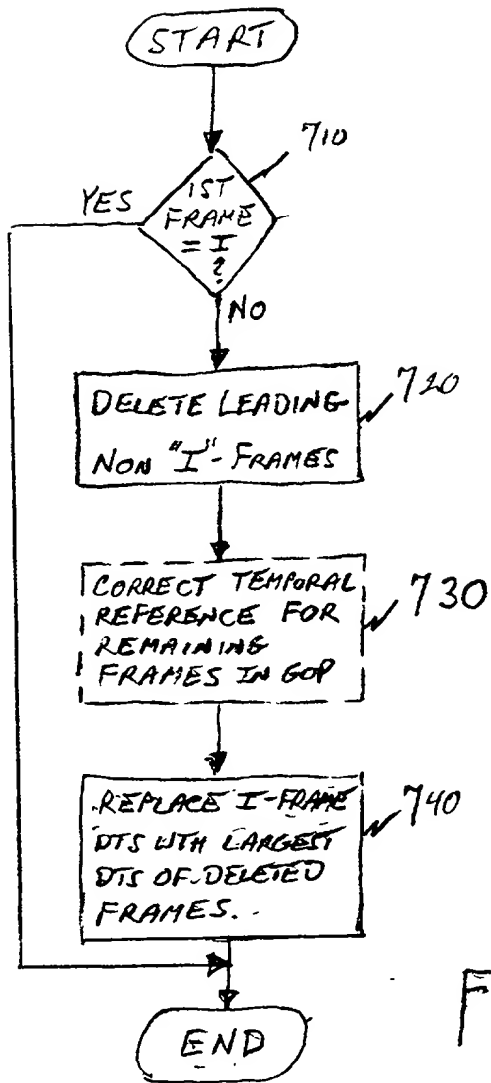 START
710
YES
1ST
FRAME
= I
?
NO
DELETE LEADING
NON "I"-FRAMES
720
CORRECT TEMPORAL
REFERENCE FOR
REMAINING
FRAMES IN GOP
730
REPLACE I-FRAME
DTS WTH LARGEST
DTS OF DELETED
FRAMES.
740
END
F